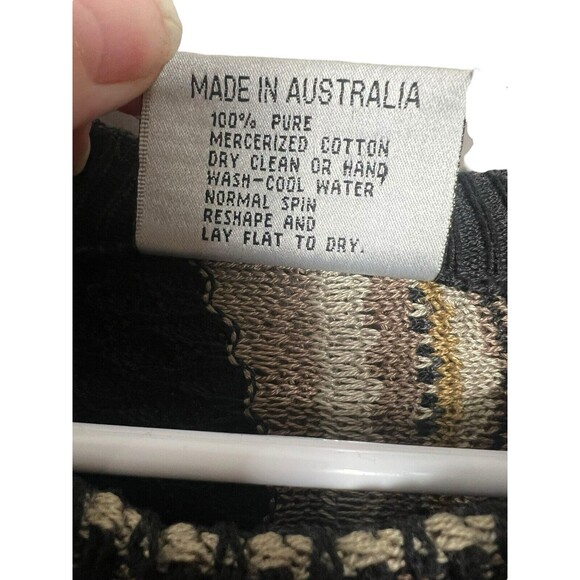 MADE IN AUSTRALIA
100% PURE
MERCERIZED COTTON
DRY CLEAN OR HAND
WASH-COOL WATER
NORMAL SPIN
RESHAPE AND
LAY FLAT TO DRY.